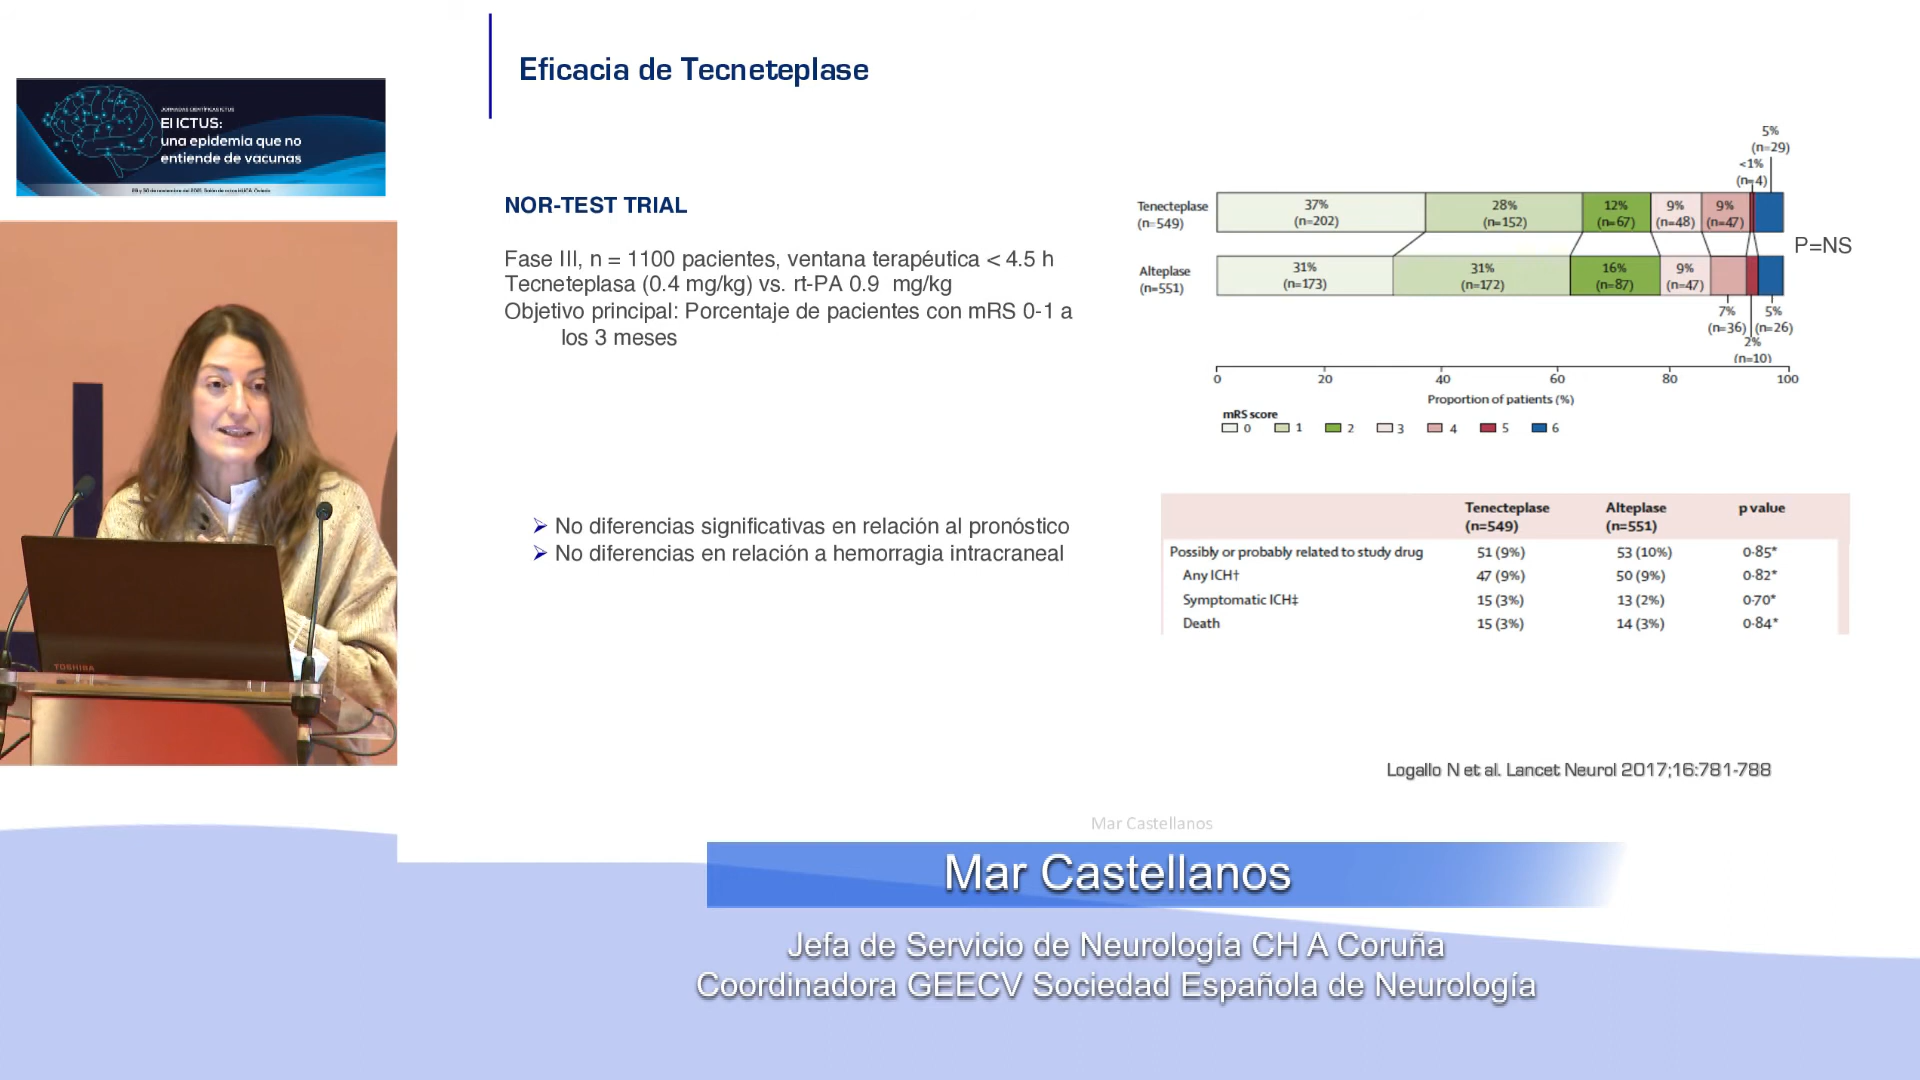 Eficacia de Tecneteplase
JORNADAS CIENTÍFICAS ICTUS
El ICTUS:
una epidemia que no
entiende de vacunas
NOR-TEST TRIAL
Fase III, n = 1100 pacientes, ventana terapéutica < 4.5 h
Tecneteplasa (0.4 mg/kg) vs. rt-PA 0.9 mg/kg
Objetivo principal: Porcentaje de pacientes con mRS 0-1 a
los 3 meses
No diferencias significativas en relación al pronóstico
No diferencias en relación a hemorragia intracraneal
5%
(n=29)
<1%
(n=4)
Tenecteplase
(n=549)
37% 28% 12% 9% 9%
(n=202) (n=152) (n=67) (n=48) (n=47)
P=NS
Alteplase
(n=551)
31% 31% 16% 9%
(n=173) (n=172) (n=87) (n=47)
7% 5%
(n=36) (n=26)
2%
(n=10)
0 20 40 60 80 100
Proportion of patients (%)
mRS score
0 1 2 3 4 5 6
Tenecteplase Alteplase p value
(n=549) (n=551)
Possibly or probably related to study drug 51 (9%) 53 (10%) 0·85*
Any ICH† 47 (9%) 50 (9%) 0·82*
Symptomatic ICH‡ 15 (3%) 13 (2%) 0·70*
Death 15 (3%) 14 (3%) 0·84*
TOSHIBA
Logallo N et al. Lancet Neurol 2017;16:781-788
Mar Castellanos
Mar Castellanos
Jefa de Servicio de Neurología CH A Coruña
Coordinadora GEECV Sociedad Española de Neurología